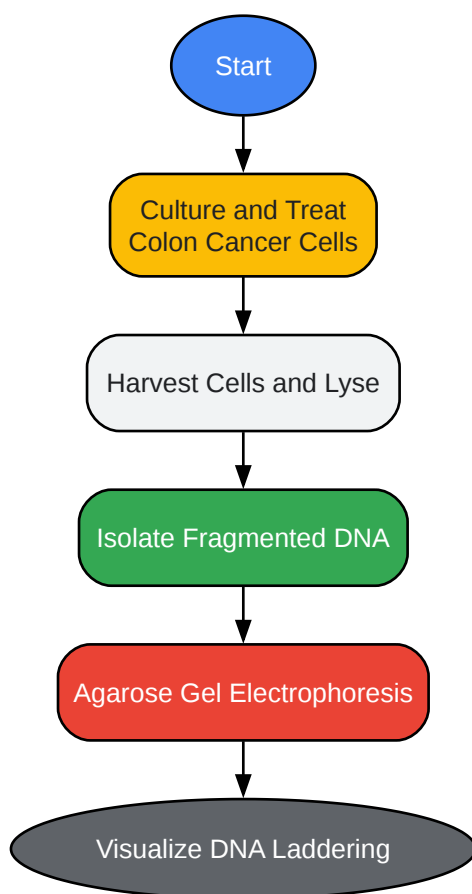 Start
Culture and Treat
Colon Cancer Cells
Harvest Cells and Lyse
Isolate Fragmented DNA
Agarose Gel Electrophoresis
Visualize DNA Laddering